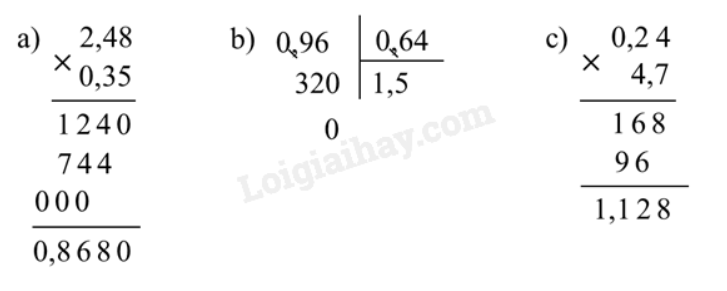 a) 2,48
× 0,35
1240
744
000
0,8680
b) 0,96 0,64
320 1,5
0
c) 0,24
× 4,7
168
96
1,128
Loigiaihay.com